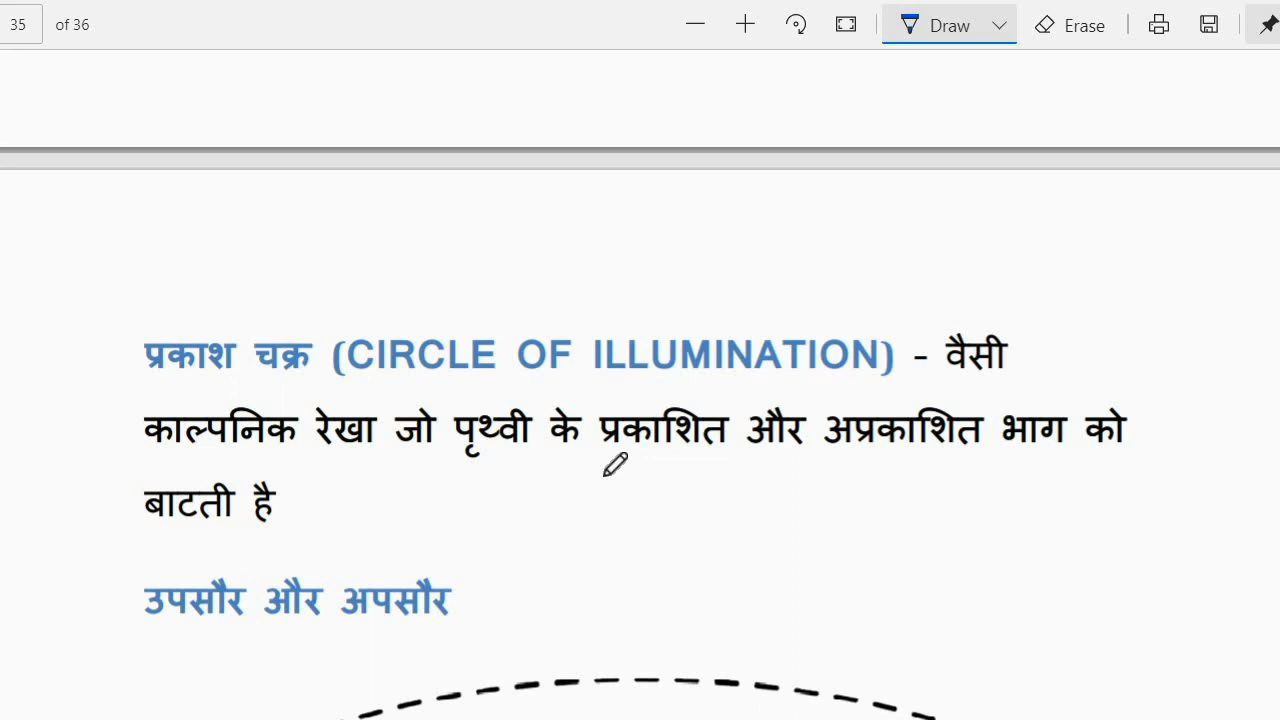 35 of 36 Draw Erase
प्रकाश चक्र (CIRCLE OF ILLUMINATION) - वैसी
काल्पनिक रेखा जो पृथ्वी के प्रकाशित और अप्रकाशित भाग को
बाटती है
उपसौर और अपसौर